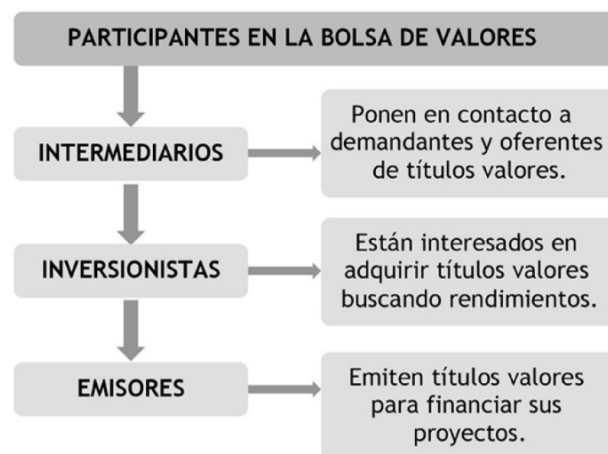 PARTICIPANTES EN LA BOLSA DE VALORES
INTERMEDIARIOS
Ponen en contacto a
demandantes y oferentes
de títulos valores.
INVERSIONISTAS
Están interesados en
adquirir títulos valores
buscando rendimientos.
EMISORES
Emiten títulos valores
para financiar sus
proyectos.